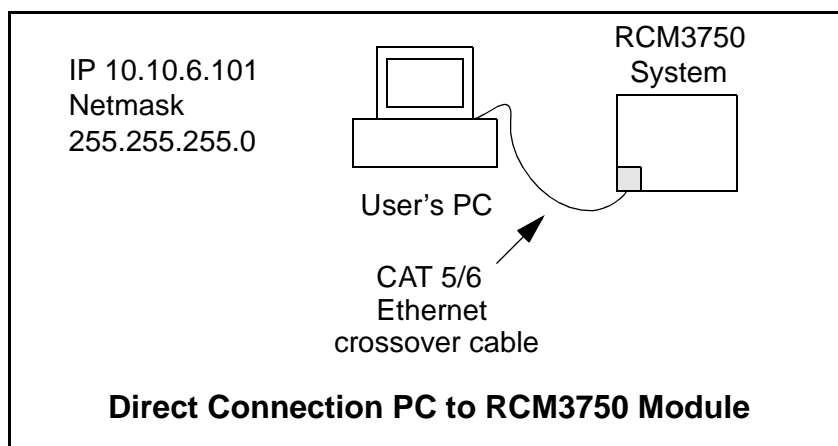 IP 10.10.6.101
Netmask
255.255.255.0
RCM3750
System
User's PC
CAT 5/6
Ethernet
crossover cable
Direct Connection PC to RCM3750 Module